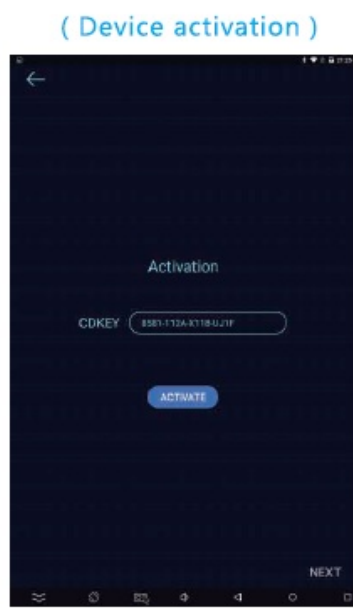 ( Device activation )
Activation
CDKEY
ACTIVATE
NEXT